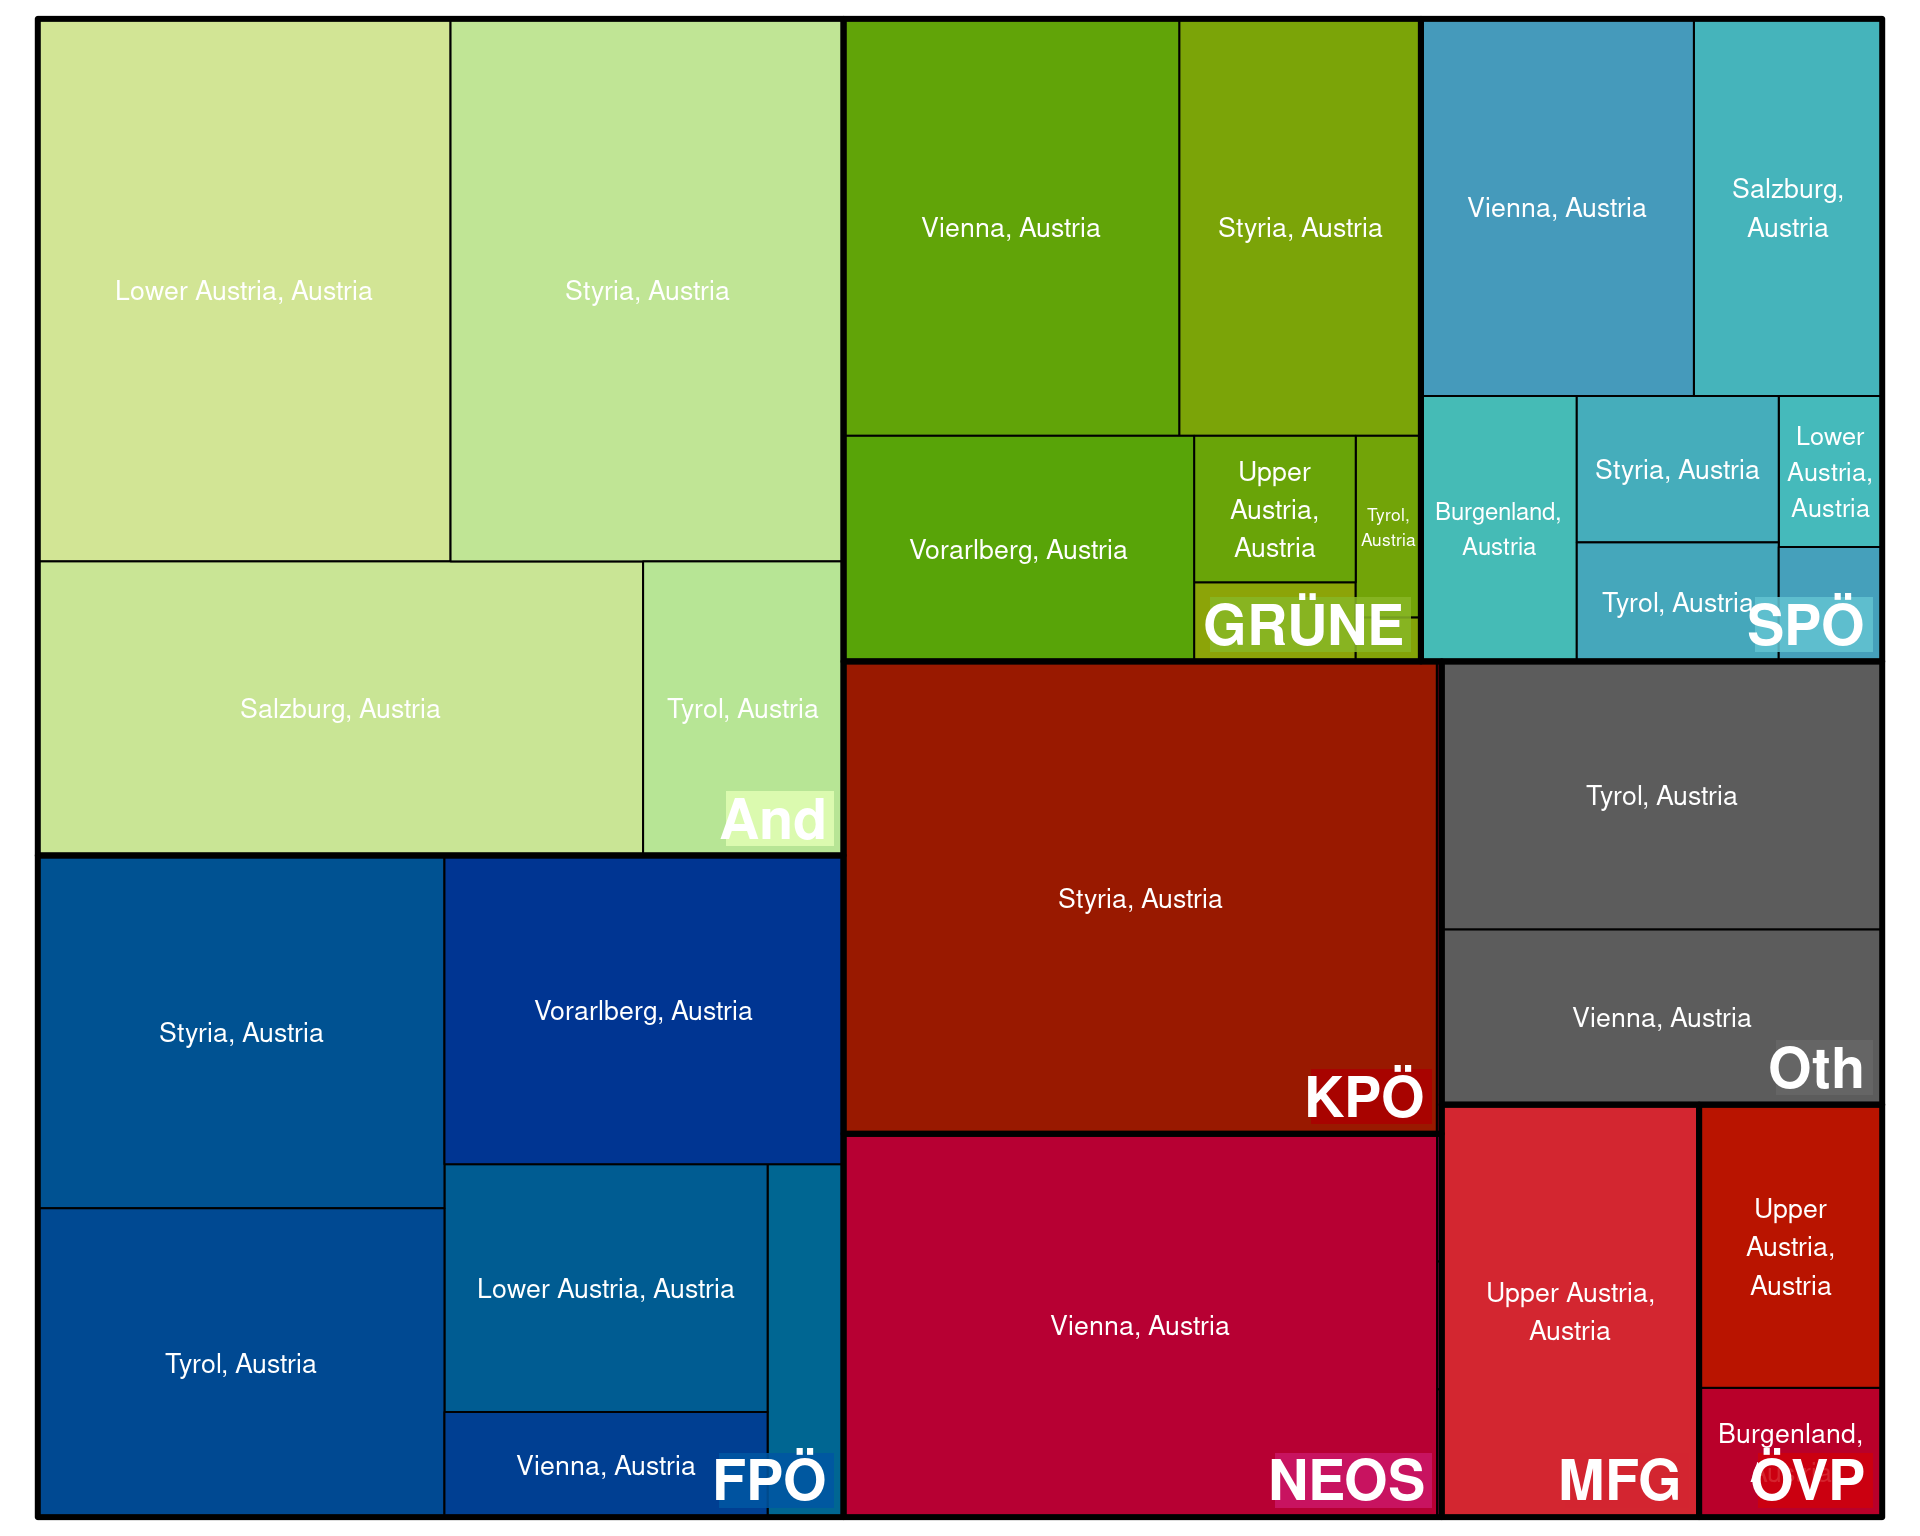 Lower Austria, Austria
Styria, Austria
Salzburg, Austria
Tyrol, Austria
And
Styria, Austria
Vorarlberg, Austria
Tyrol, Austria
Lower Austria, Austria
Vienna, Austria
FPÖ
Vienna, Austria
Styria, Austria
Vorarlberg, Austria
Upper
Austria,
Austria
Tyrol,
Austria
GRÜNE
Vienna, Austria
Salzburg,
Austria
Burgenland,
Austria
Styria, Austria
Lower
Austria,
Austria
Tyrol, Austria
SPÖ
Styria, Austria
KPÖ
Tyrol, Austria
Vienna, Austria
Oth
Vienna, Austria
NEOS
Upper Austria,
Austria
MFG
Upper
Austria,
Austria
Burgenland,
Austria
ÖVP